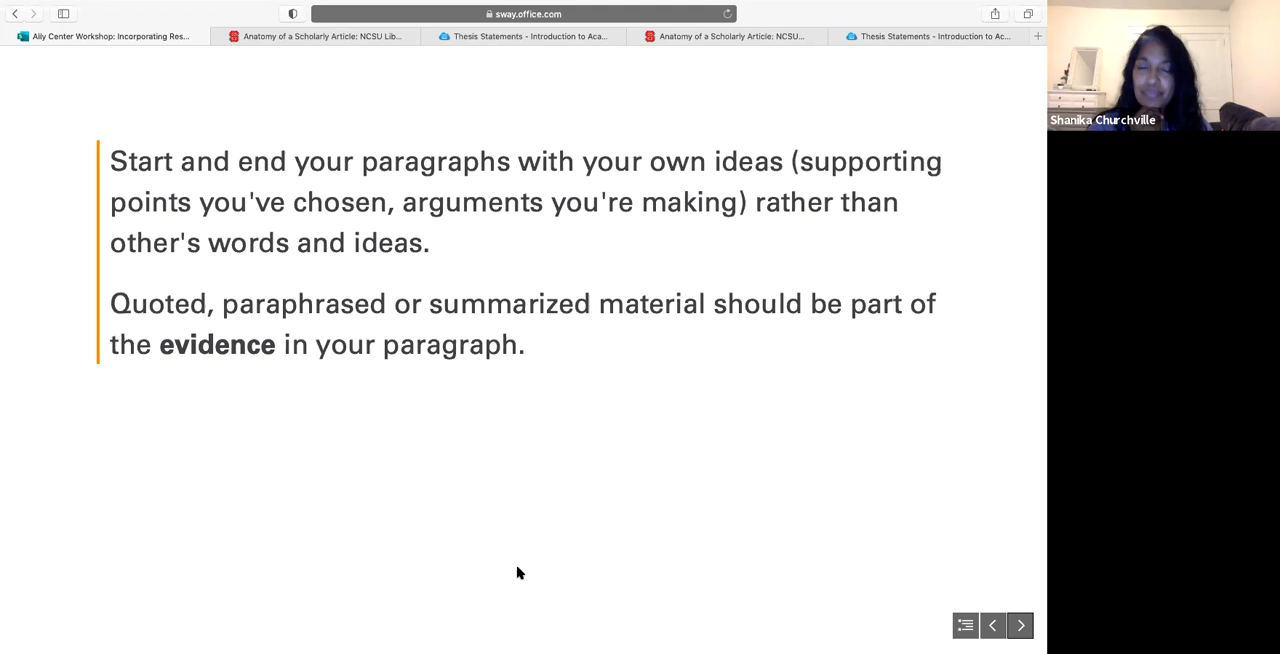 sway.office.com
Ally Center Workshop: Incorporating Res...
Anatomy of a Scholarly Article: NCSU Lib...
Thesis Statements - Introduction to Aca...
Anatomy of a Scholarly Article: NCSU...
Thesis Statements - Introduction to Ac...
Shanika Churchville
Start and end your paragraphs with your own ideas (supporting
points you've chosen, arguments you're making) rather than
other's words and ideas.
Quoted, paraphrased or summarized material should be part of
the evidence in your paragraph.